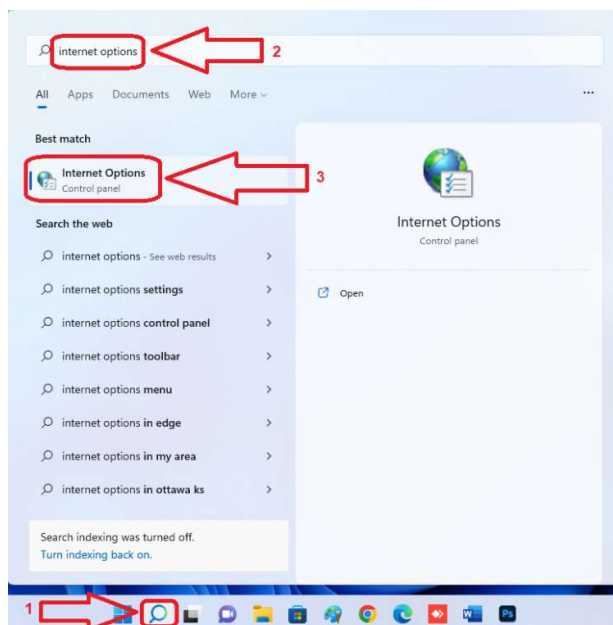 internet options
2
All Apps Documents Web More
...
Best match
Internet Options
Control panel
3
Search the web
internet options - See web results
internet options settings
internet options control panel
internet options toolbar
internet options menu
internet options in edge
internet options in my area
internet options in ottawa ks
Search indexing was turned off.
Turn indexing back on.
Internet Options
Control panel
Open
1
W
Ps